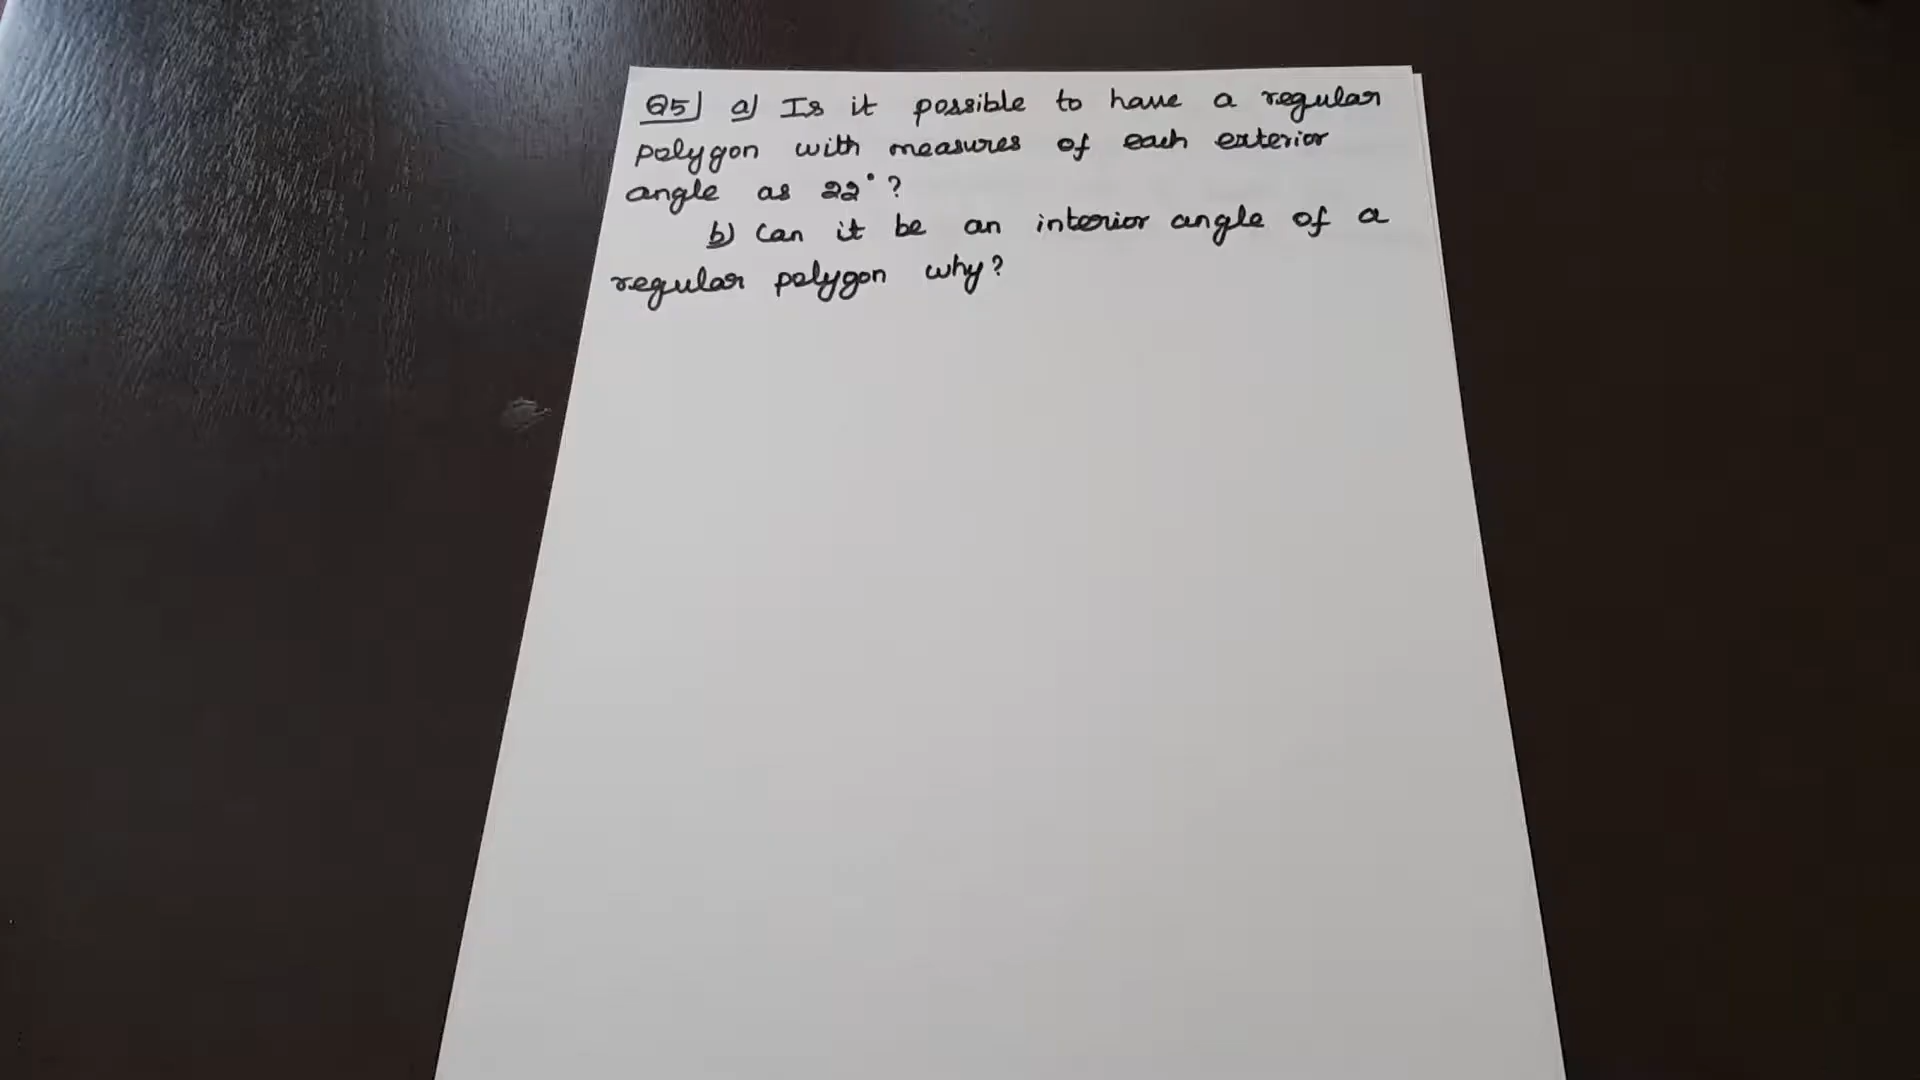 Q5) a) Is it possible to have a regular
polygon with measures of each exterior
angle as 22°?
b) Can it be an interior angle of a
regular polygon why?